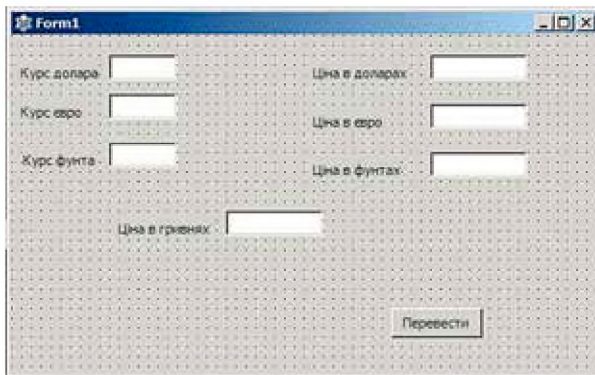 Form1
Курс долара
Ціна в доларах
Курс евро
Ціна в евро
Курс фунта
Ціна в фунтах
Ціна в гривнях
Перевести